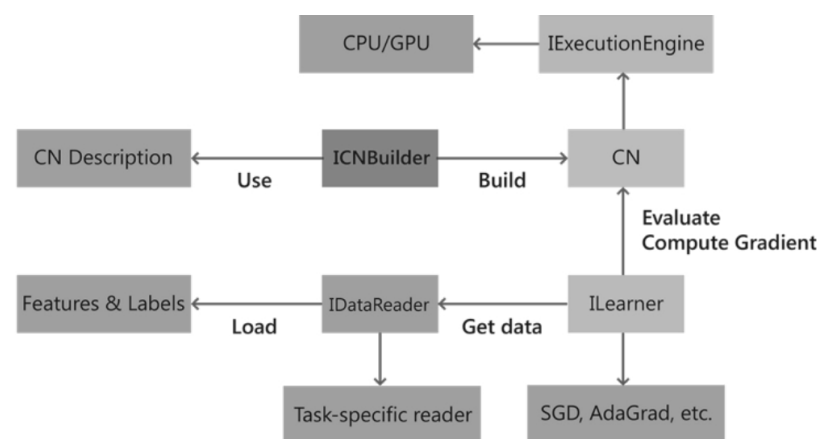 CPU/GPU
IExecutionEngine
CN Description
Use
ICNBuilder
Build
CN
Evaluate
Compute Gradient
Features & Labels
Load
IDataReader
Get data
ILearner
Task-specific reader
SGD, AdaGrad, etc.